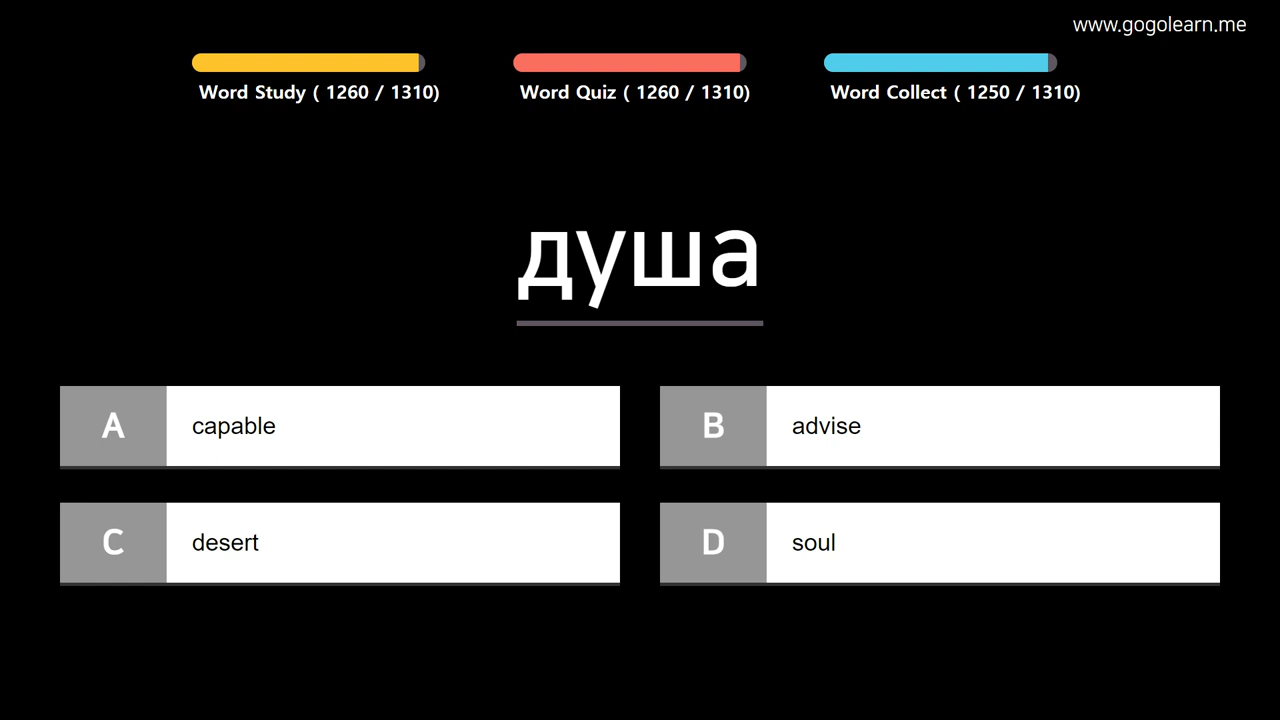 www.gogolearn.me
Word Study ( 1260 / 1310)
Word Quiz ( 1260 / 1310)
Word Collect ( 1250 / 1310)
душа
A capable
B advise
C desert
D soul